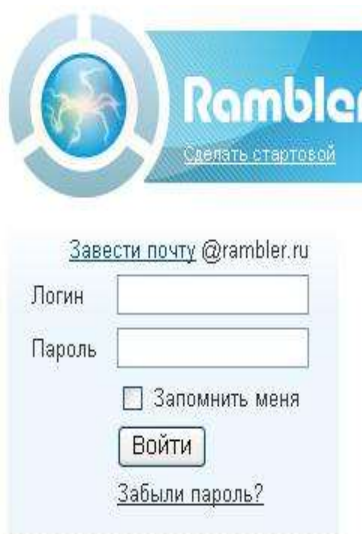 Rambler
Сделать стартовой
Завести почту @rambler.ru
Логин
Пароль
Запомнить меня
Войти
Забыли пароль?